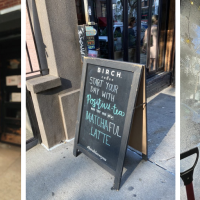 BIRCH
START YOUR
DAY WITH
Positive tea
MATCHAFUL
LATTE